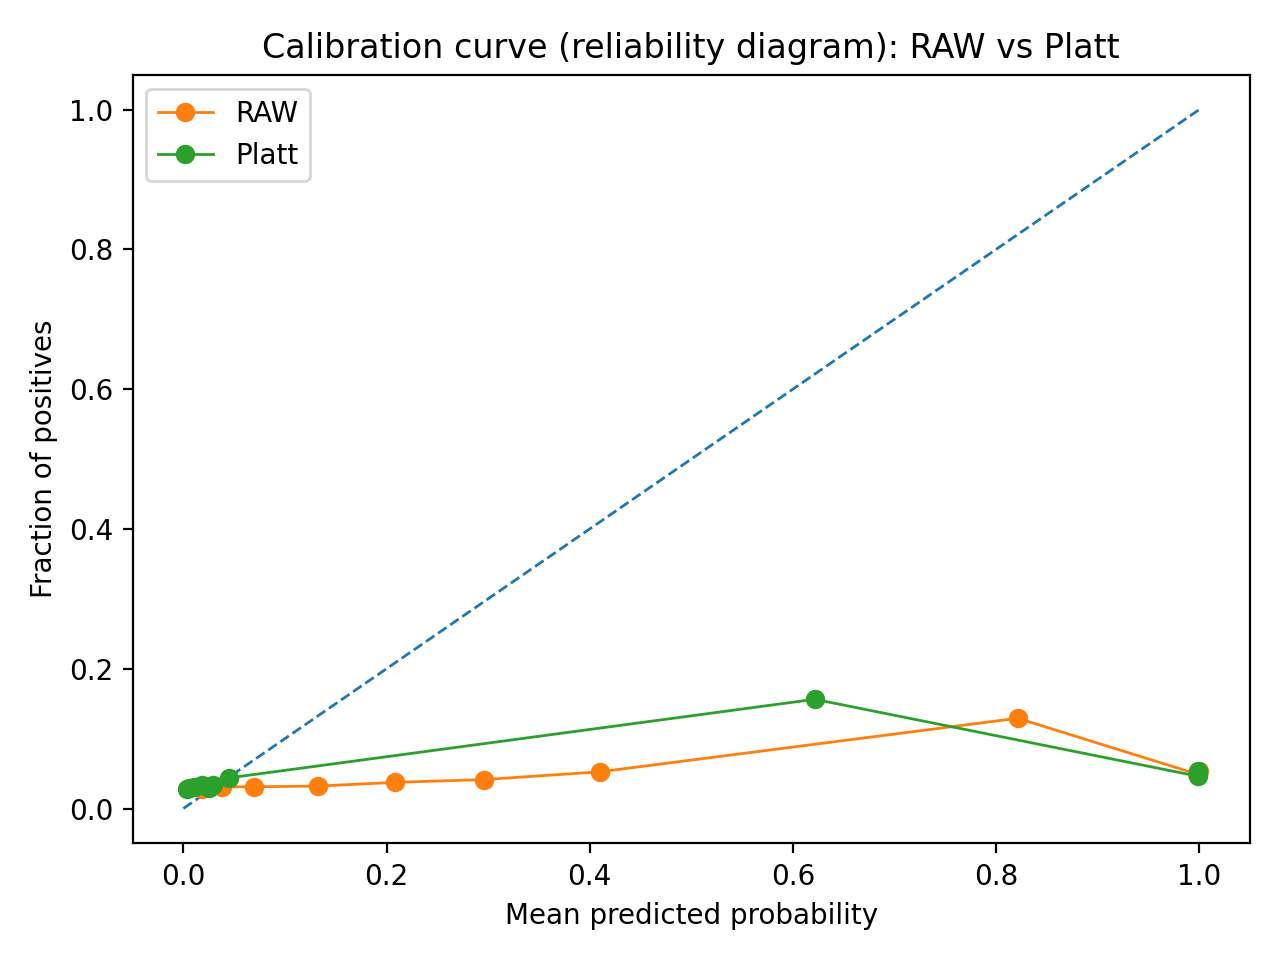 Calibration curve (reliability diagram): RAW vs Platt
RAW
Platt
1.0
0.8
0.6
0.4
0.2
0.0
Fraction of positives
0.0 0.2 0.4 0.6 0.8 1.0
Mean predicted probability